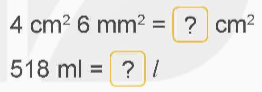 4 cm² 6 mm² = ? cm²
518 ml = ? l